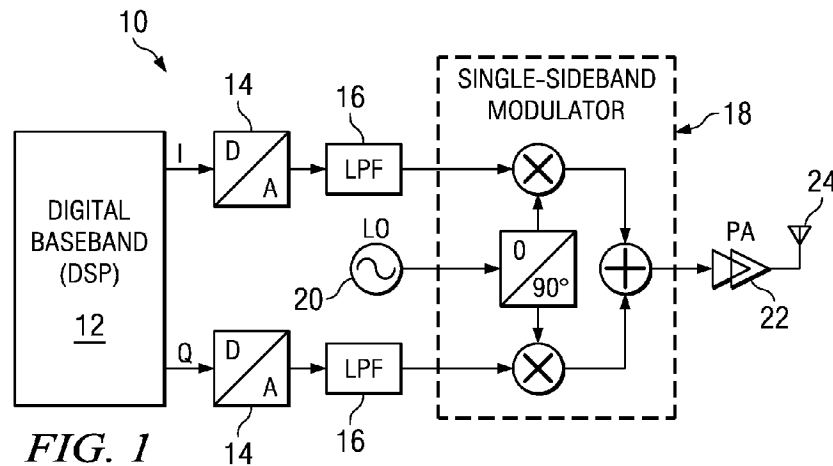 10
14
16
SINGLE-SIDEBAND
MODULATOR
18
I
D
A
LPF
24
DIGITAL
BASEBAND
(DSP)
12
LO
20
0
90°
PA
22
Q
D
A
LPF
14
16
FIG. 1